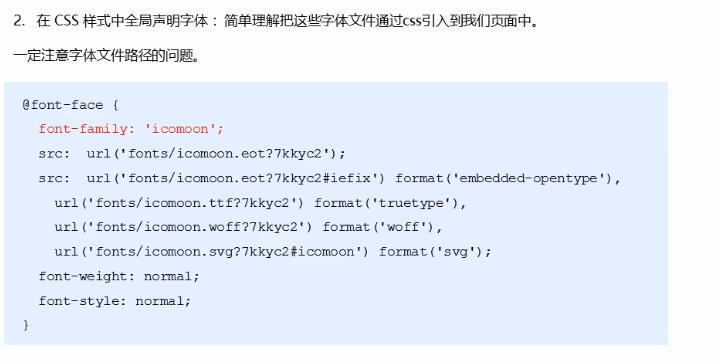 2. 在 CSS 样式中全局声明字体： 简单理解把这些字体文件通过css引入到我们页面中。
一定注意字体文件路径的问题。
@font-face {
font-family: 'icomoon';
src: url('fonts/icomoon.eot?7kkyc2');
src: url('fonts/icomoon.eot?7kkyc2#iefix') format('embedded-opentype'),
url('fonts/icomoon.ttf?7kkyc2') format('truetype'),
url('fonts/icomoon.woff?7kkyc2') format('woff'),
url('fonts/icomoon.svg?7kkyc2#icomoon') format('svg');
font-weight: normal;
font-style: normal;
}